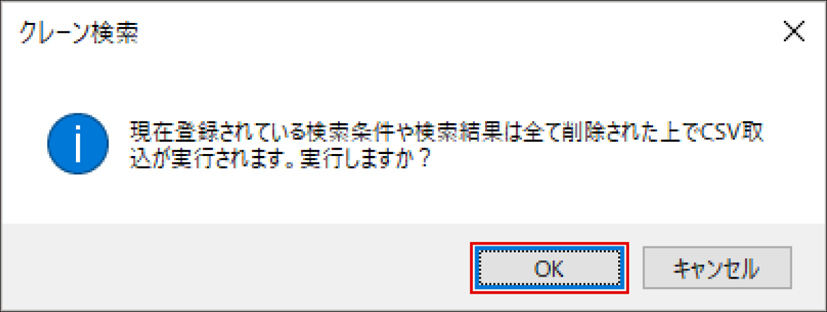 クレーン検索
現在登録されている検索条件や検索結果は全て削除された上でCSV取
込が実行されます。実行しますか？
OK
キャンセル